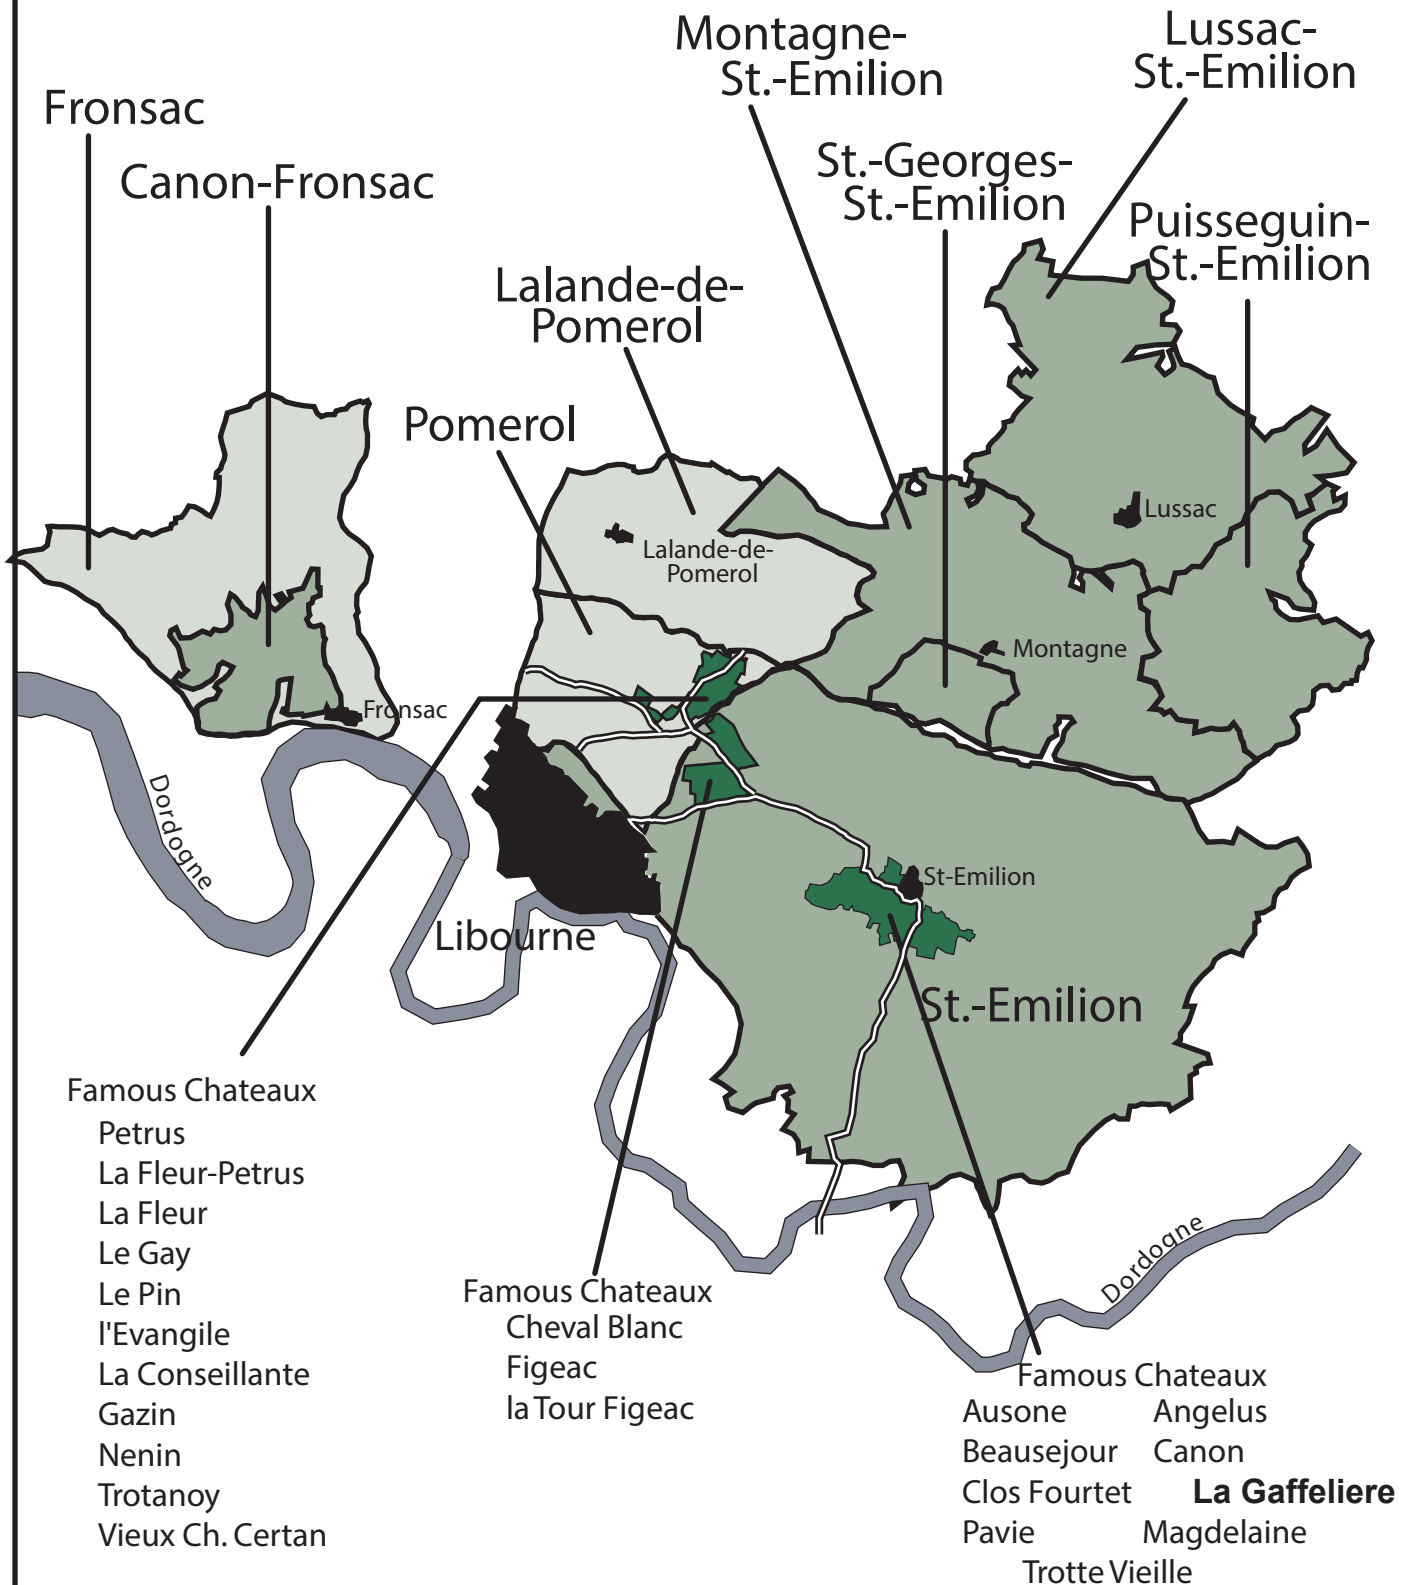 Montagne-
St.-Emilion
Lussac-
St.-Emilion
Fronsac
Canon-Fronsac
St.-Georges-
St.-Emilion
Puisseguin-
St.-Emilion
Lalande-de-
Pomerol
Pomerol
Lussac
Lalande-de-
Pomerol
Montagne
Fronsac
Dordogne
St-Emilion
Libourne
St.-Emilion
Dordogne
Famous Chateaux
Petrus
La Fleur-Petrus
La Fleur
Le Gay
Le Pin
l'Evangile
La Conseillante
Gazin
Nenin
Trotanoy
Vieux Ch. Certan
Famous Chateaux
Cheval Blanc
Figeac
la Tour Figeac
Famous Chateaux
Ausone Angelus
Beausejour Canon
Clos Fourtet La Gaffeliere
Pavie Magdelaine
Trotte Vieille